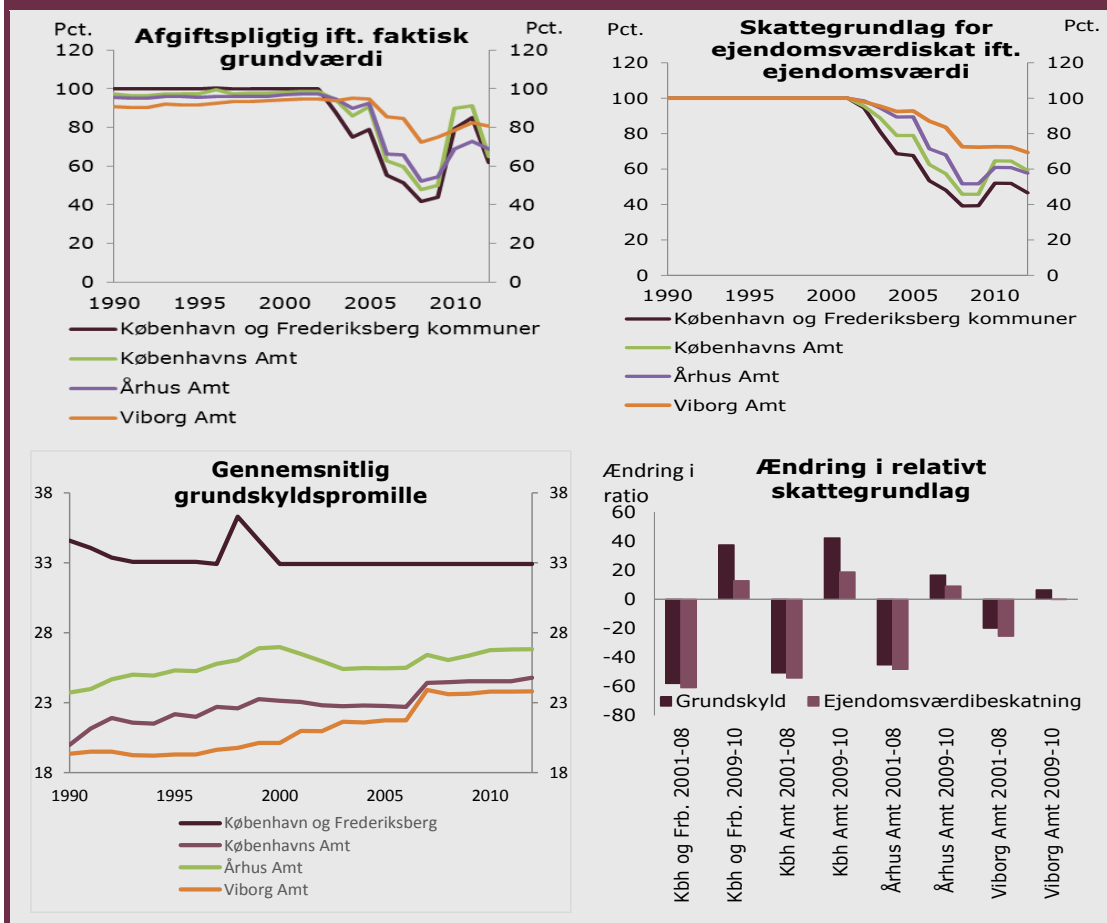 Pct.
Afgiftspligtig ift. faktisk
grundværdi
Pct.
120
100
80
60
40
20
0
120
100
80
60
40
20
0
1990 1995 2000 2005 2010
København og Frederiksberg kommuner
Københavns Amt
Århus Amt
Viborg Amt
Pct.
Skattegrundlag for
ejendomsværdiskat ift.
ejendomsværdi
Pct.
120
100
80
60
40
20
0
120
100
80
60
40
20
0
1990 1995 2000 2005 2010
København og Frederiksberg kommuner
Københavns Amt
Århus Amt
Viborg Amt
Gennemsnitlig
grundskyldspromille
38
33
28
23
18
38
33
28
23
18
1990 1995 2000 2005 2010
København og Frederiksberg
Københavns Amt
Århus Amt
Viborg Amt
Ændring i
ratio
Ændring i relativt
skattegrundlag
60
40
20
0
-20
-40
-60
-80
Grundskyld Ejendomsværdibeskatning
Kbh og Frb. 2001-08
Kbh og Frb. 2009-10
Kbh Amt 2001-08
Kbh Amt 2009-10
Århus Amt 2001-08
Århus Amt 2009-10
Viborg Amt 2001-08
Viborg Amt 2009-10